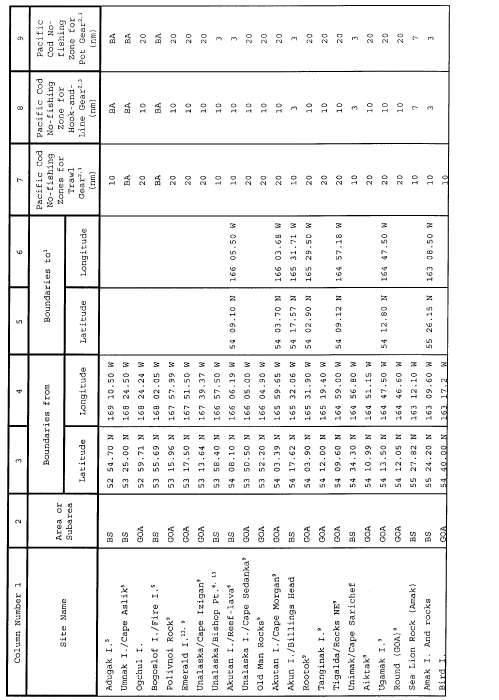 Column Number 1 2 3 4 5 6 7 8 9
Site Name Area or Subarea Boundaries from Boundaries to¹ Pacific Cod No-fishing Zones for Trawl Gear²,³ (nm) Pacific Cod No-fishing Zone for Hook-and-Line Gear²,³ (nm) Pacific Cod No-fishing Zone for Pot Gear²,³ (nm)
Latitude Longitude Latitude Longitude
Adugak I.⁵ BS 52 54.70 N 169 10.50 W 10 BA BA
Umnak I./Cape Aslik⁵ BS 53 25.00 N 168 24.50 W BA BA BA
Ogchul I. GOA 52 59.71 N 168 24.24 W 20 10 20
Bogoslof I./Fire I.⁵ BS 53 55.69 N 168 02.05 W BA BA BA
Polivnoi Rock⁹ GOA 53 15.96 N 167 57.99 W 20 10 20
Emerald I.¹²,⁹ GOA 53 17.50 N 167 51.50 W 20 10 20
Unalaska/Cape Izigan⁹ GOA 53 13.64 N 167 39.37 W 20 10 20
Unalaska/Bishop Pt.⁶,¹³ BS 53 58.40 N 166 57.50 W 10 10 3
Akutan I./Reef-lava⁶ BS 54 08.10 N 166 06.19 W 54 09.10 N 166 05.50 W 10 10 3
Unalaska I./Cape Sedanka⁹ GOA 53 50.50 N 166 05.00 W 20 10 20
Old Man Rocks⁹ GOA 53 52.20 N 166 04.90 W 20 10 20
Akutan I./Cape Morgan⁹ GOA 54 03.39 N 165 59.65 W 54 03.70 N 166 03.68 W 20 10 20
Akun I./Billings Head BS 54 17.62 N 165 32.06 W 54 17.57 N 165 31.71 W 10 3 3
Rootok⁹ GOA 54 03.90 N 165 31.90 W 54 02.90 N 165 29.50 W 20 10 20
Tanginak I.⁹ GOA 54 12.00 N 165 19.40 W 20 10 20
Tigalda/Rocks NE⁹ GOA 54 09.60 N 164 59.00 W 54 09.12 N 164 57.18 W 20 10 20
Unimak/Cape Sarichef BS 54 34.30 N 164 56.80 W 10 3 3
Aiktak⁹ GOA 54 10.99 N 164 51.15 W 20 10 20
Ugamak I.⁹ GOA 54 13.50 N 164 47.50 W 54 12.80 N 164 47.50 W 20 10 20
Round (GOA)⁹ GOA 54 12.05 N 164 46.60 W 20 10 20
Sea Lion Rock (Amak) BS 55 27.82 N 163 12.10 W 10 7 7
Amak I. And rocks BS 55 24.20 N 163 09.60 W 55 26.15 N 163 08.50 W 10 3 3
Bird I. GOA 54 40.00 N 163 17.2 W 10